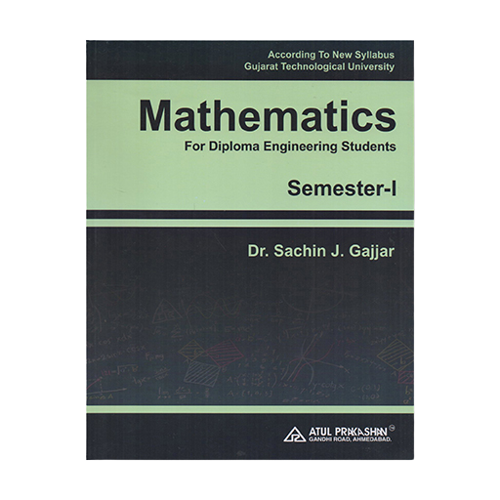 According To New Syllabus
Gujarat Technological University
Mathematics
For Diploma Engineering Students
Semester-I
Dr. Sachin J. Gajjar
ATUL PRAKASHAN
GANDHI ROAD, AHMEDABAD.